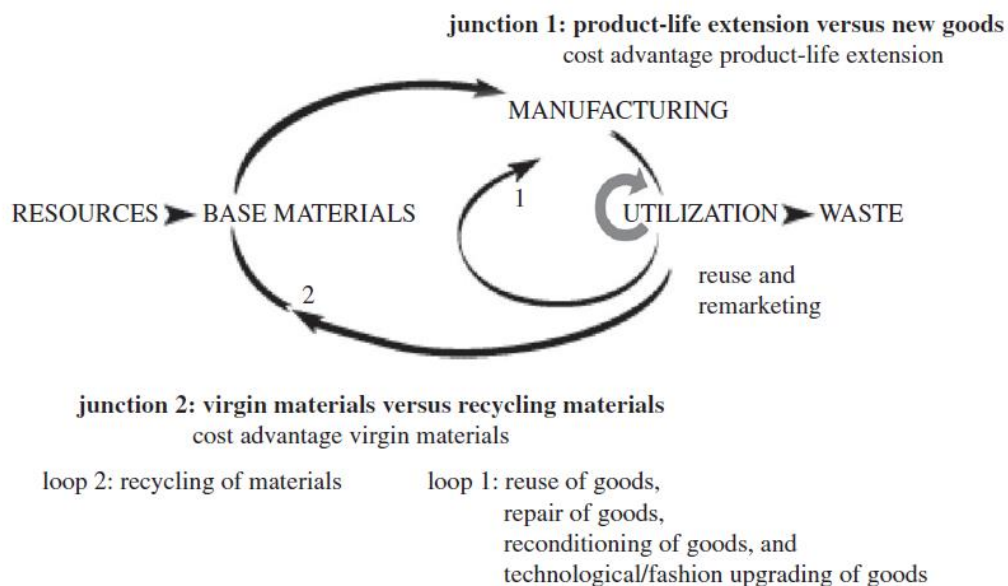 junction 1: product-life extension versus new goods
cost advantage product-life extension
MANUFACTURING
1
RESOURCES BASE MATERIALS UTILIZATION WASTE
reuse and
remarketing
2
junction 2: virgin materials versus recycling materials
cost advantage virgin materials
loop 2: recycling of materials
loop 1: reuse of goods,
repair of goods,
reconditioning of goods, and
technological/fashion upgrading of goods